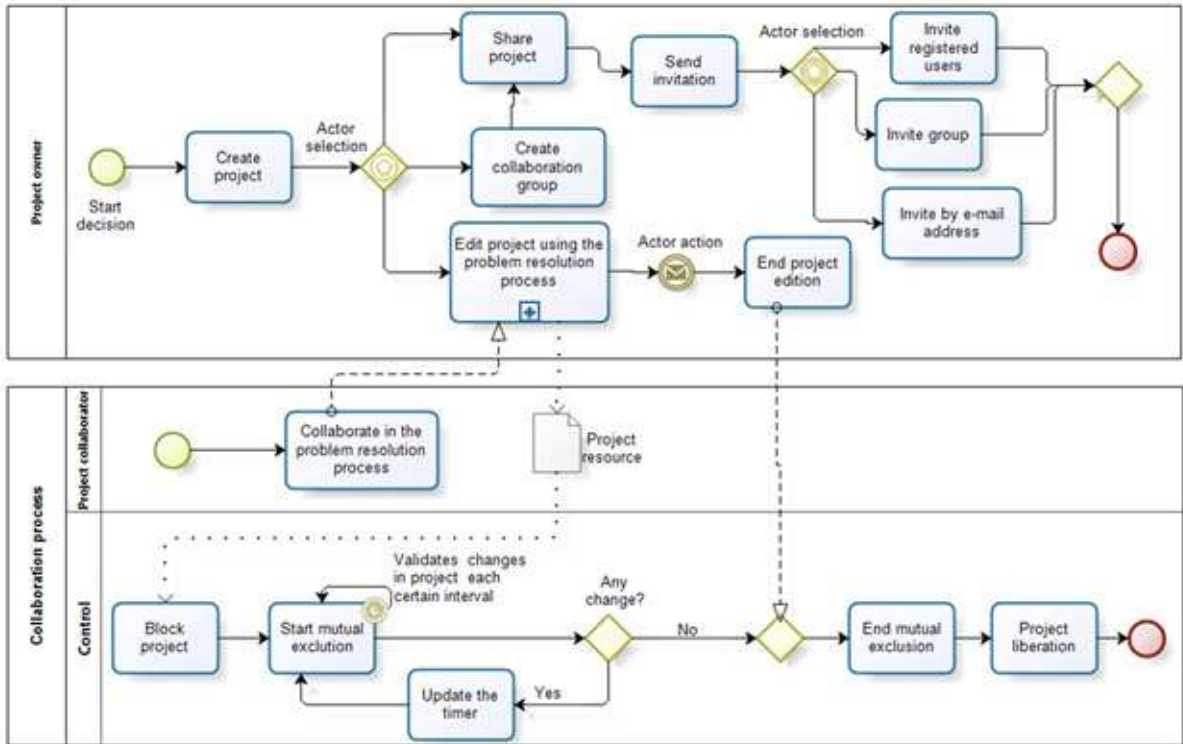 Project owner
Start
decision
Create
project
Actor
selection
Share
project
Create
collaboration
group
Edit project using the
problem resolution
process
Send
invitation
Actor selection
Invite
registered
users
Invite group
Invite by e-mail
address
Actor action
End project
edition
Collaboration process
Project collaborator
Collaborate in the
problem resolution
process
Project
resource
Control
Block
project
Start mutual
exclution
Validates changes
in project each
certain interval
Update the
timer
Any
change?
Yes
No
End mutual
exclusion
Project
liberation